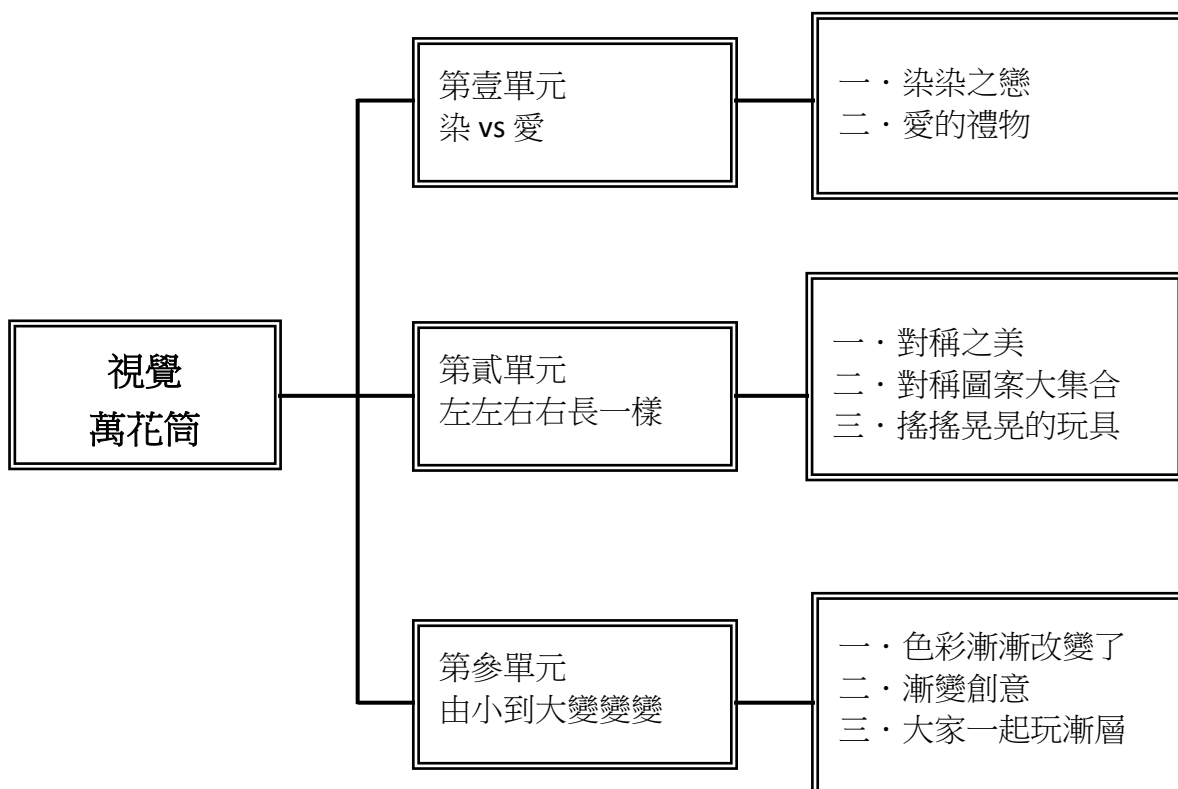 視覺
萬花筒
第壹單元
染 vs 愛
一．染染之戀
二．愛的禮物
第貳單元
左左右右長一樣
一．對稱之美
二．對稱圖案大集合
三．搖搖晃晃的玩具
第參單元
由小到大變變變
一．色彩漸漸改變了
二．漸變創意
三．大家一起玩漸層